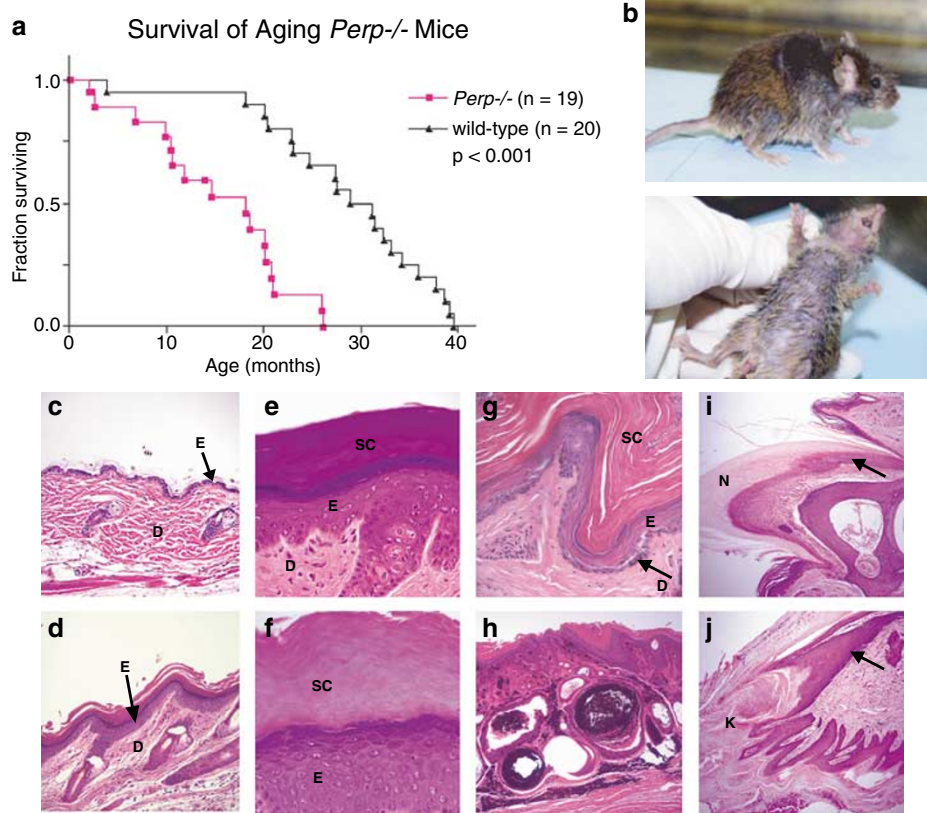 a
Survival of Aging Perp-/- Mice
Fraction surviving
1.0
0.5
0.0
0
10
20
30
40
Age (months)
Perp-/- (n = 19)
wild-type (n = 20)
p < 0.001
b
c
E
D
e
SC
E
D
g
SC
E
D
i
N
d
E
D
f
SC
E
h
j
K